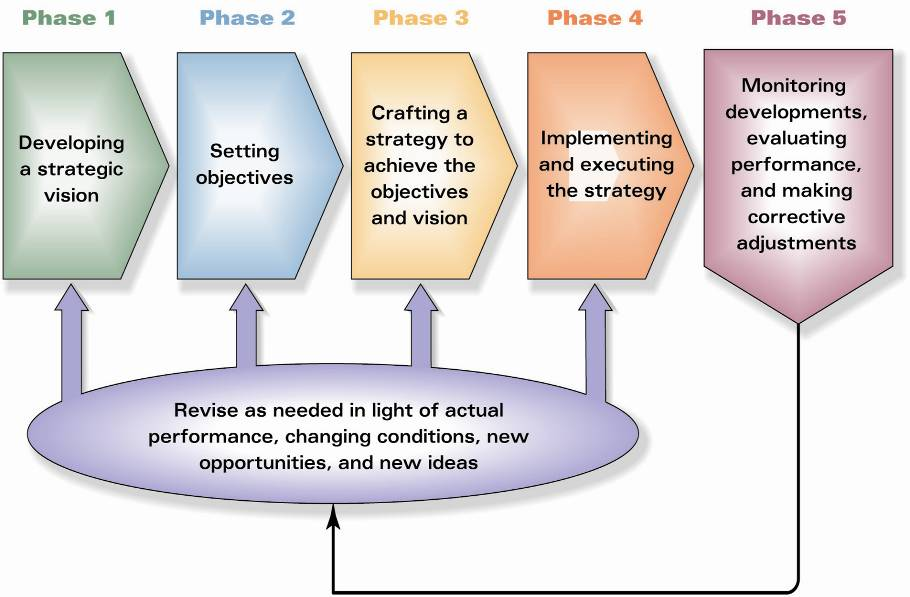 Phase 1
Phase 2
Phase 3
Phase 4
Phase 5
Developing
a strategic
vision
Setting
objectives
Crafting a
strategy to
achieve the
objectives
and vision
Implementing
and executing
the strategy
Monitoring
developments,
evaluating
performance,
and making
corrective
adjustments
Revise as needed in light of actual
performance, changing conditions, new
opportunities, and new ideas